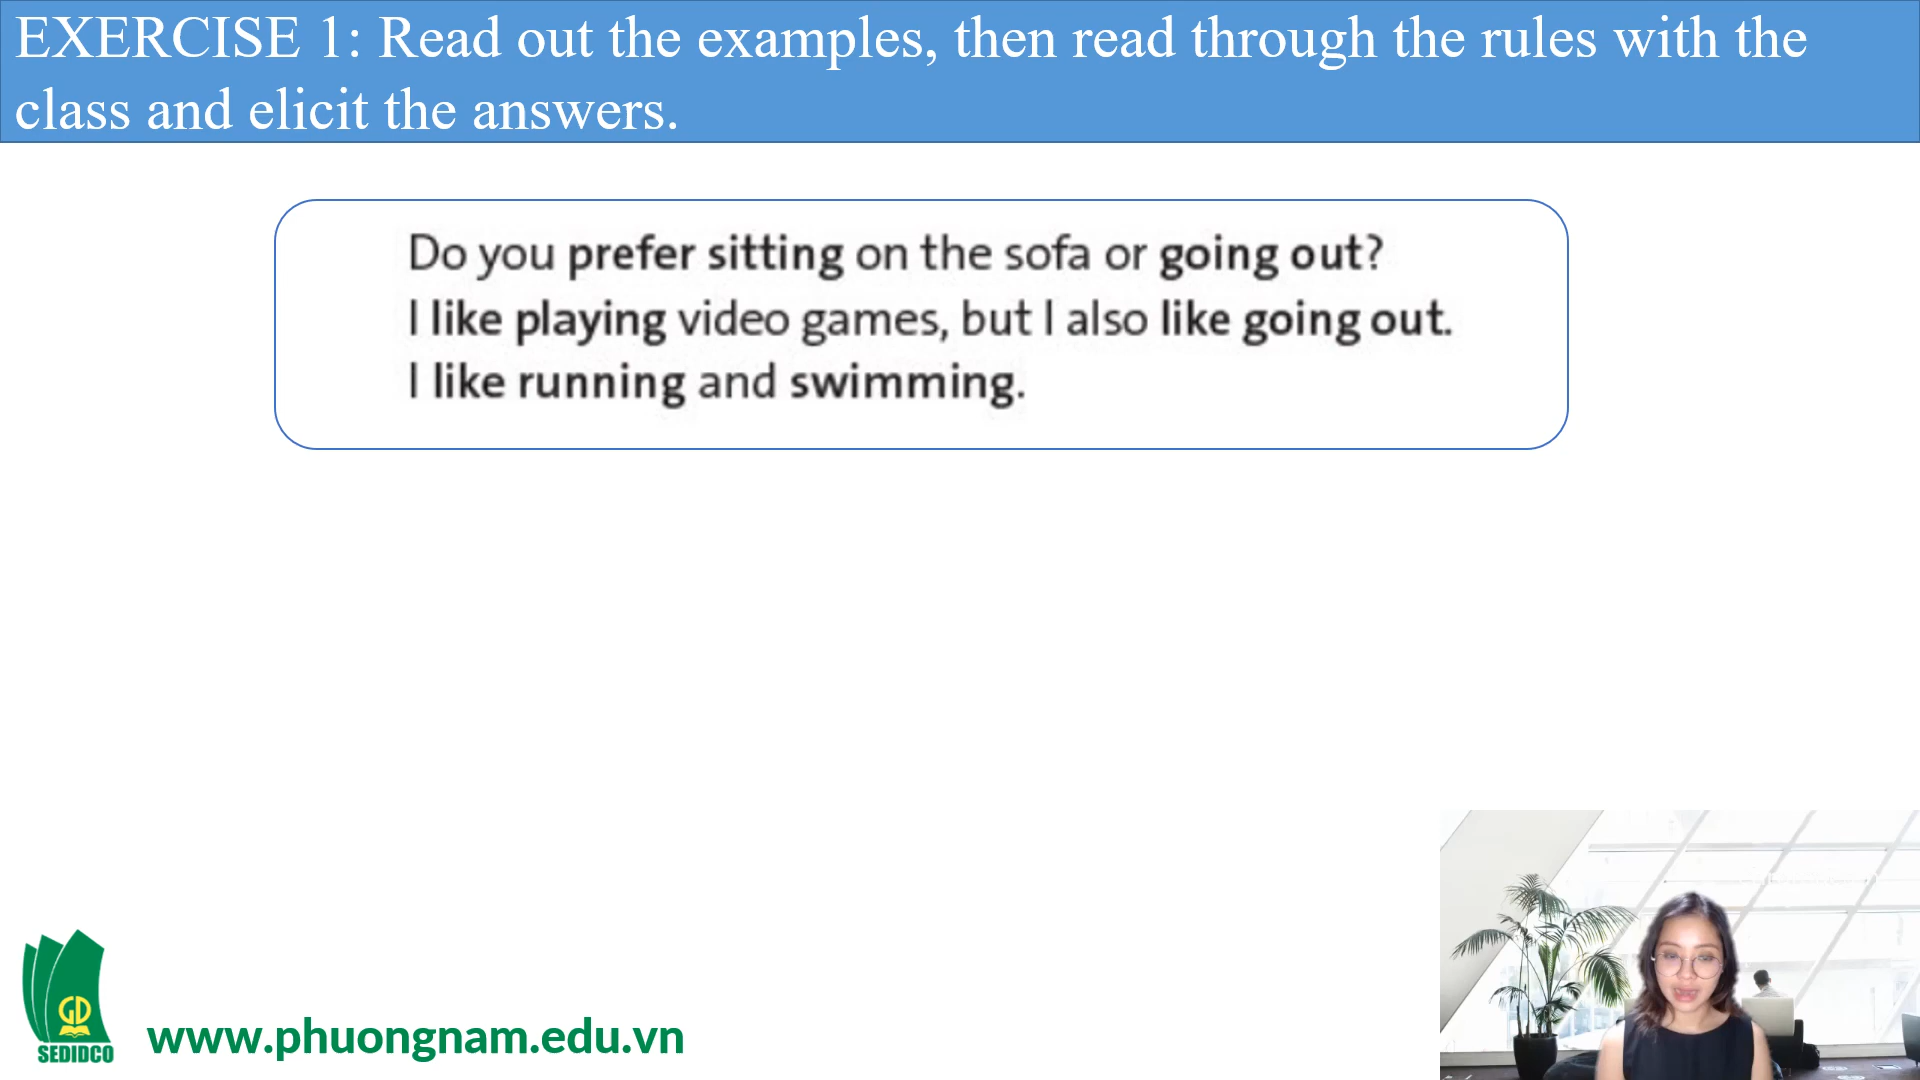 EXERCISE 1: Read out the examples, then read through the rules with the
class and elicit the answers.
Do you prefer sitting on the sofa or going out?
I like playing video games, but I also like going out.
I like running and swimming.
GD
SEDIDCO
www.phuongnam.edu.vn